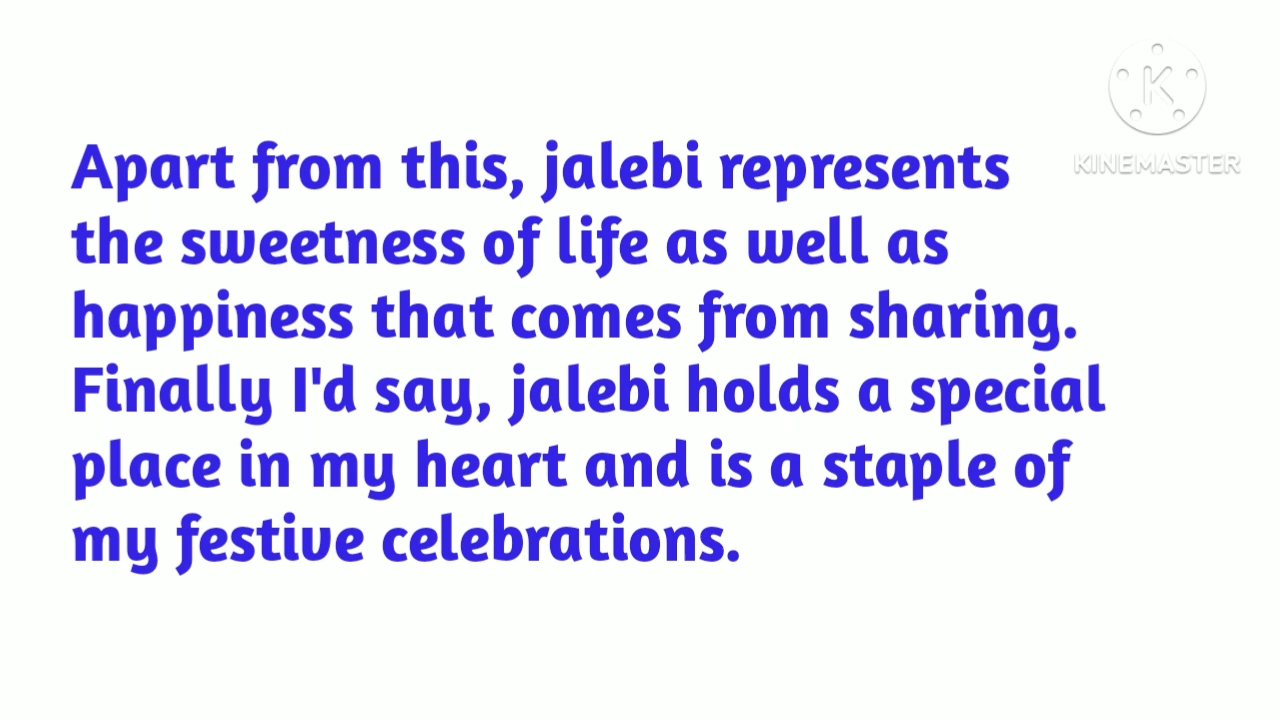 KINEMASTER
Apart from this, jalebi represents
the sweetness of life as well as
happiness that comes from sharing.
Finally I'd say, jalebi holds a special
place in my heart and is a staple of
my festive celebrations.